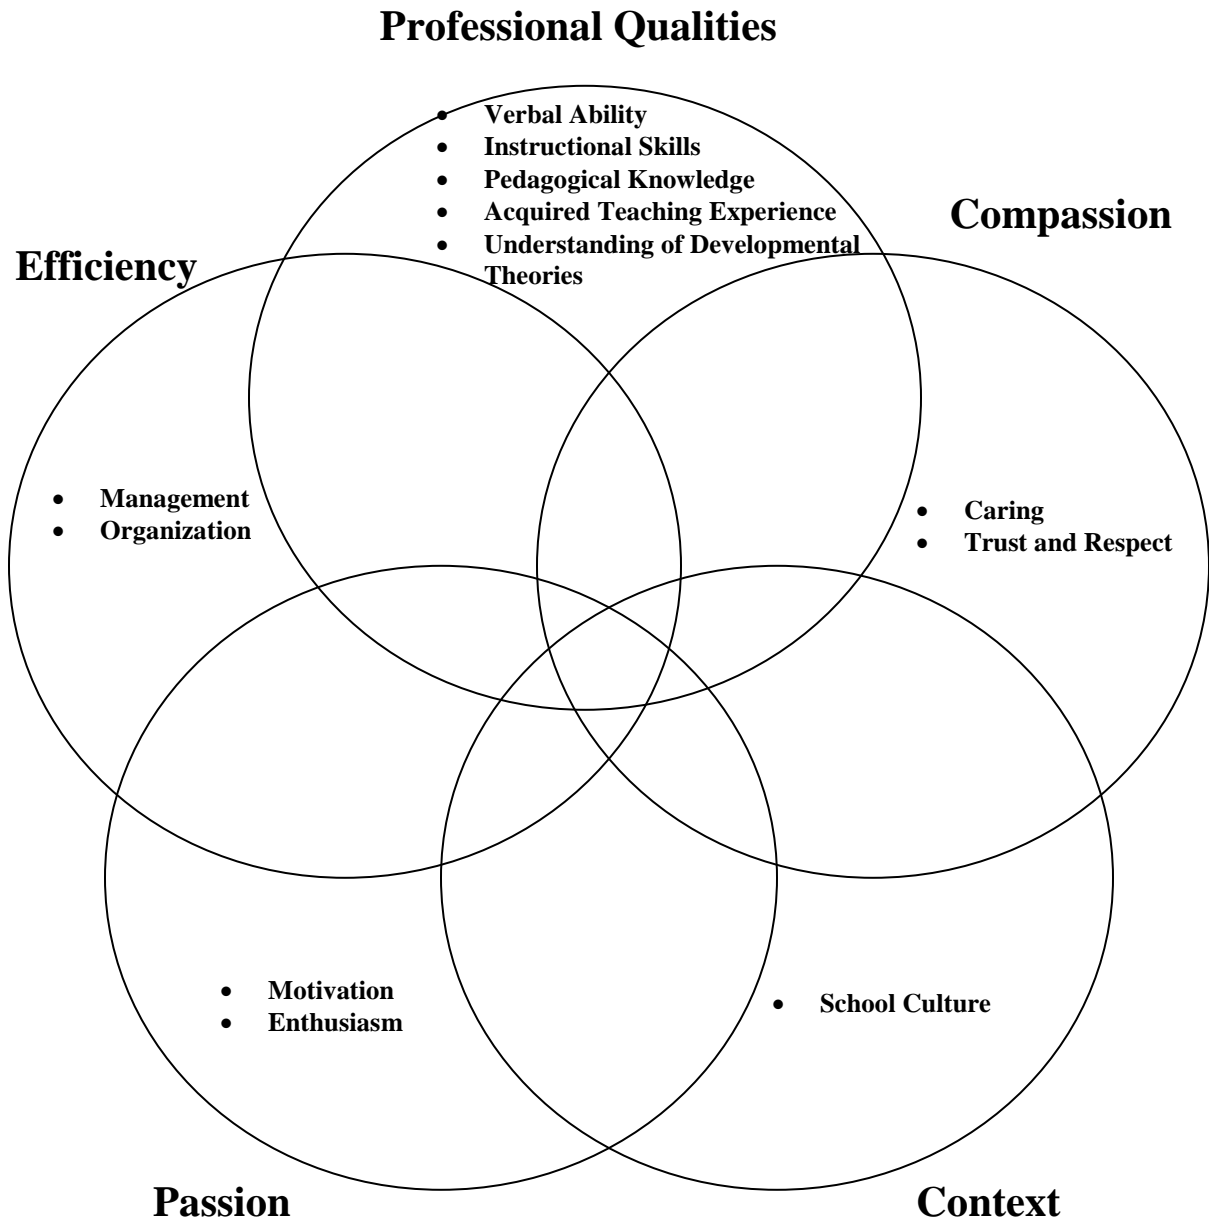 Professional Qualities
• Verbal Ability
• Instructional Skills
• Pedagogical Knowledge
• Acquired Teaching Experience
• Understanding of Developmental
Theories
Compassion
Efficiency
• Management
• Organization
• Caring
• Trust and Respect
• Motivation
• Enthusiasm
• School Culture
Passion
Context